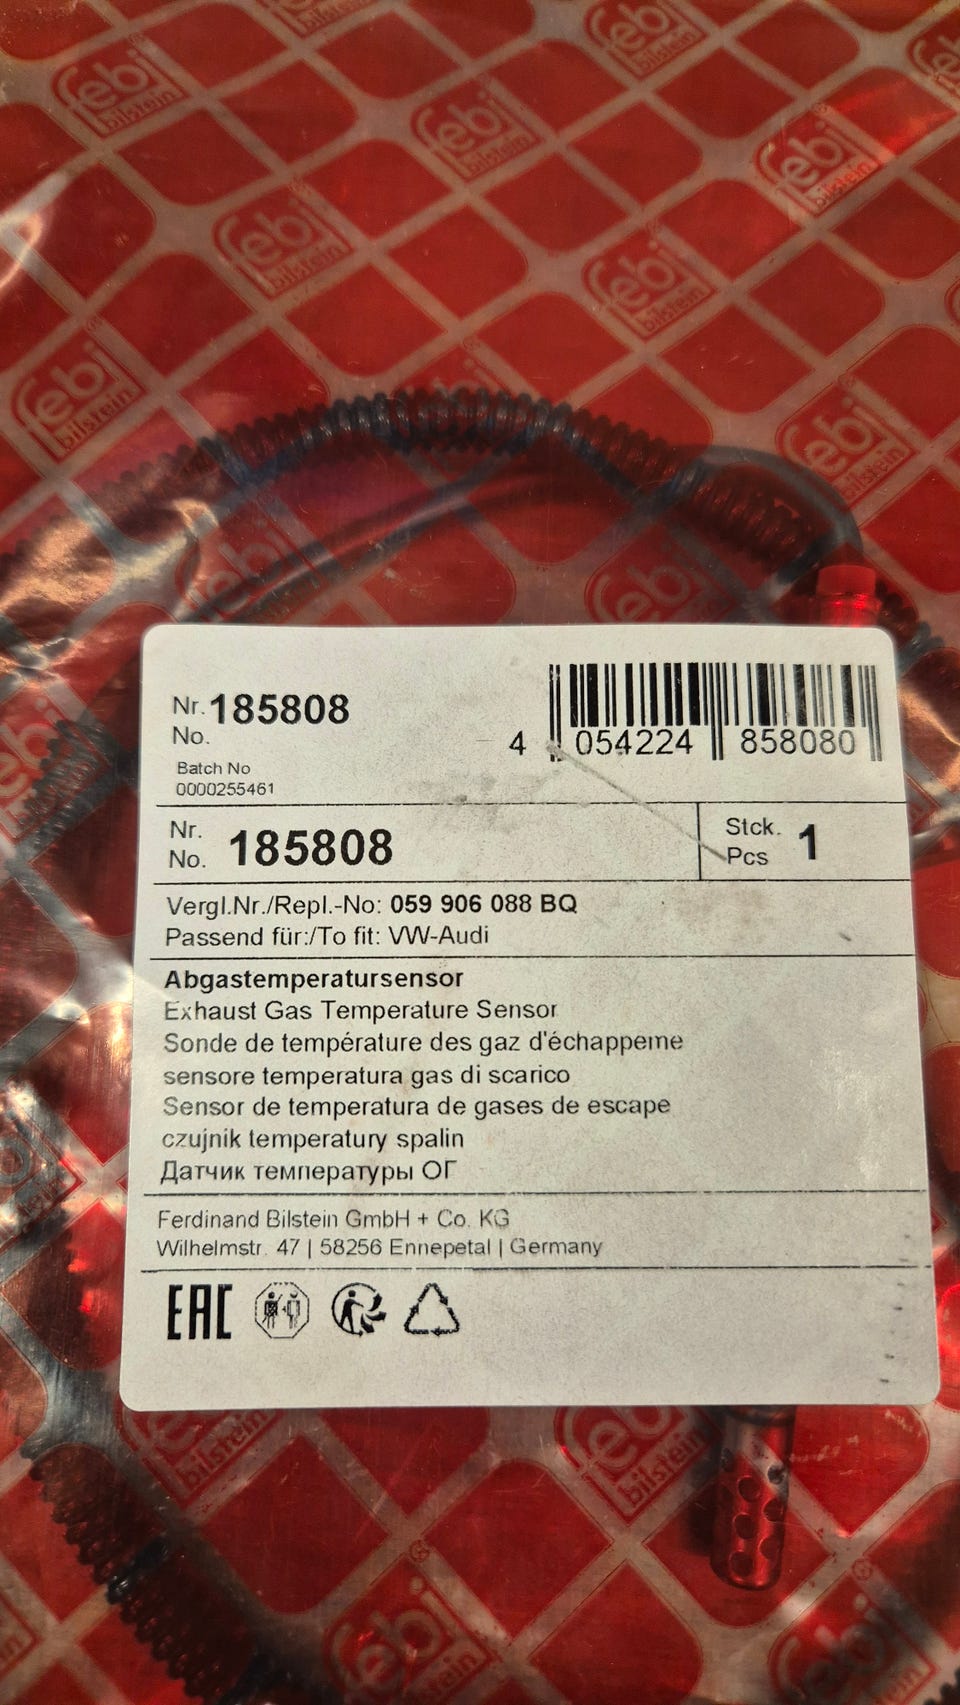 febi
bilstein
Nr. 185808
No.
Batch No
0000255461
4 054224 858080
Nr.
No. 185808
Stck.
Pcs 1
Vergl.Nr./Repl.-No: 059 906 088 BQ
Passend für:/To fit: VW-Audi
Abgastemperatursensor
Exhaust Gas Temperature Sensor
Sonde de température des gaz d'échappeme
sensore temperatura gas di scarico
Sensor de temperatura de gases de escape
czujnik temperatury spalin
Датчик температуры ОГ
Ferdinand Bilstein GmbH + Co. KG
Wilhelmstr. 47 | 58256 Ennepetal | Germany
EAC